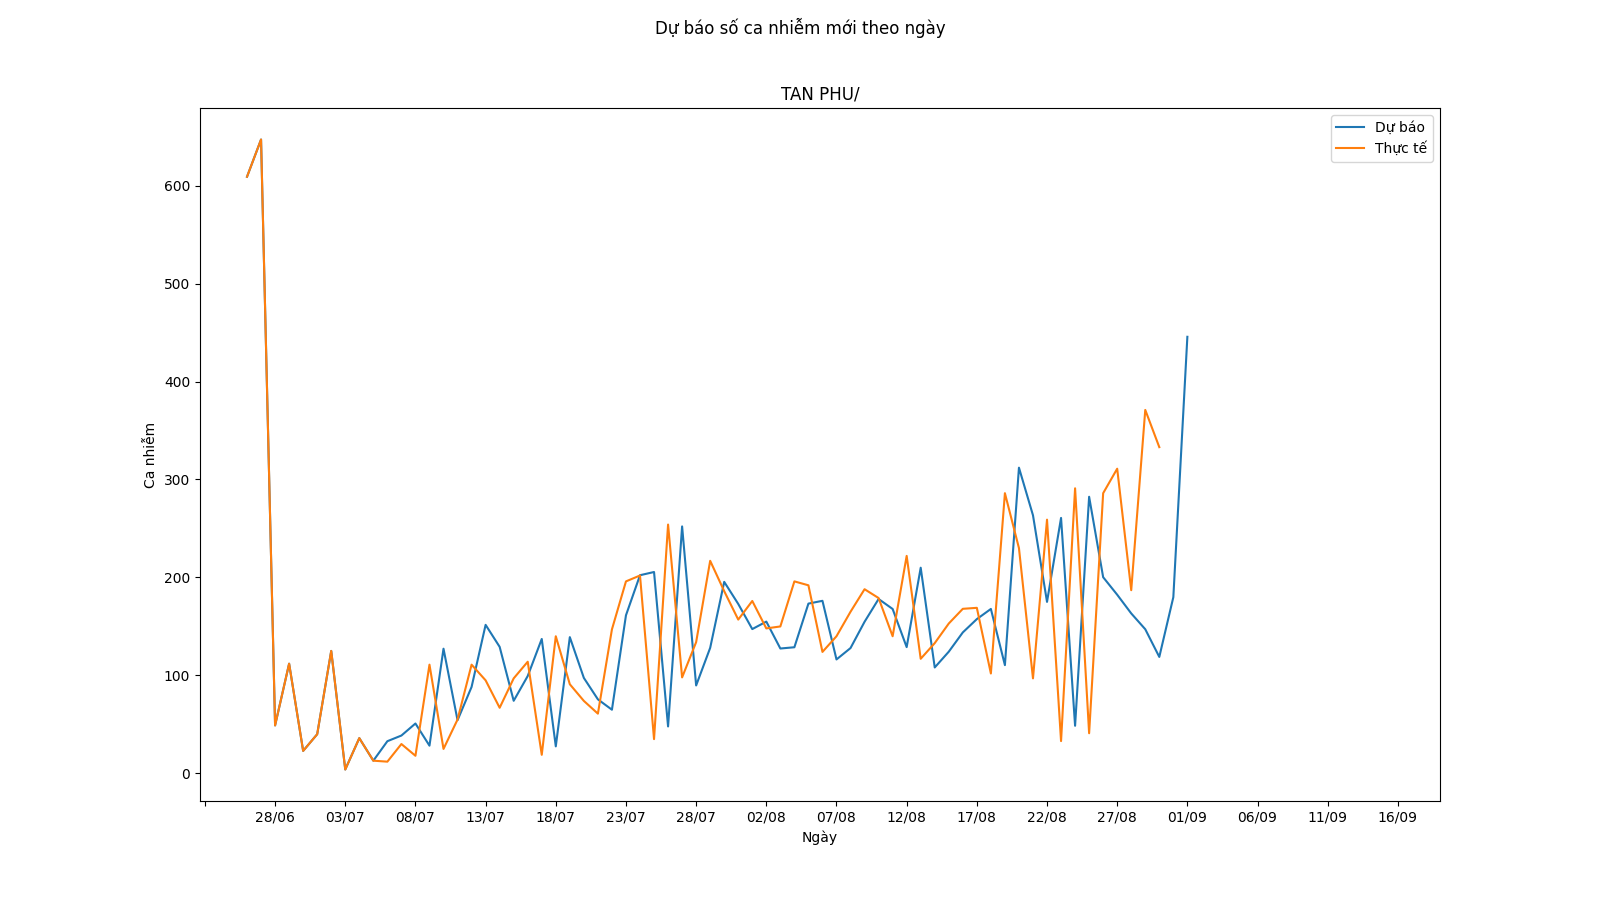 Dự báo số ca nhiễm mới theo ngày
TAN PHU/
Dự báo
Thực tế
600
500
400
300
200
100
0
Ca nhiễm
28/06 03/07 08/07 13/07 18/07 23/07 28/07 02/08 07/08 12/08 17/08 22/08 27/08 01/09 06/09 11/09 16/09
Ngày